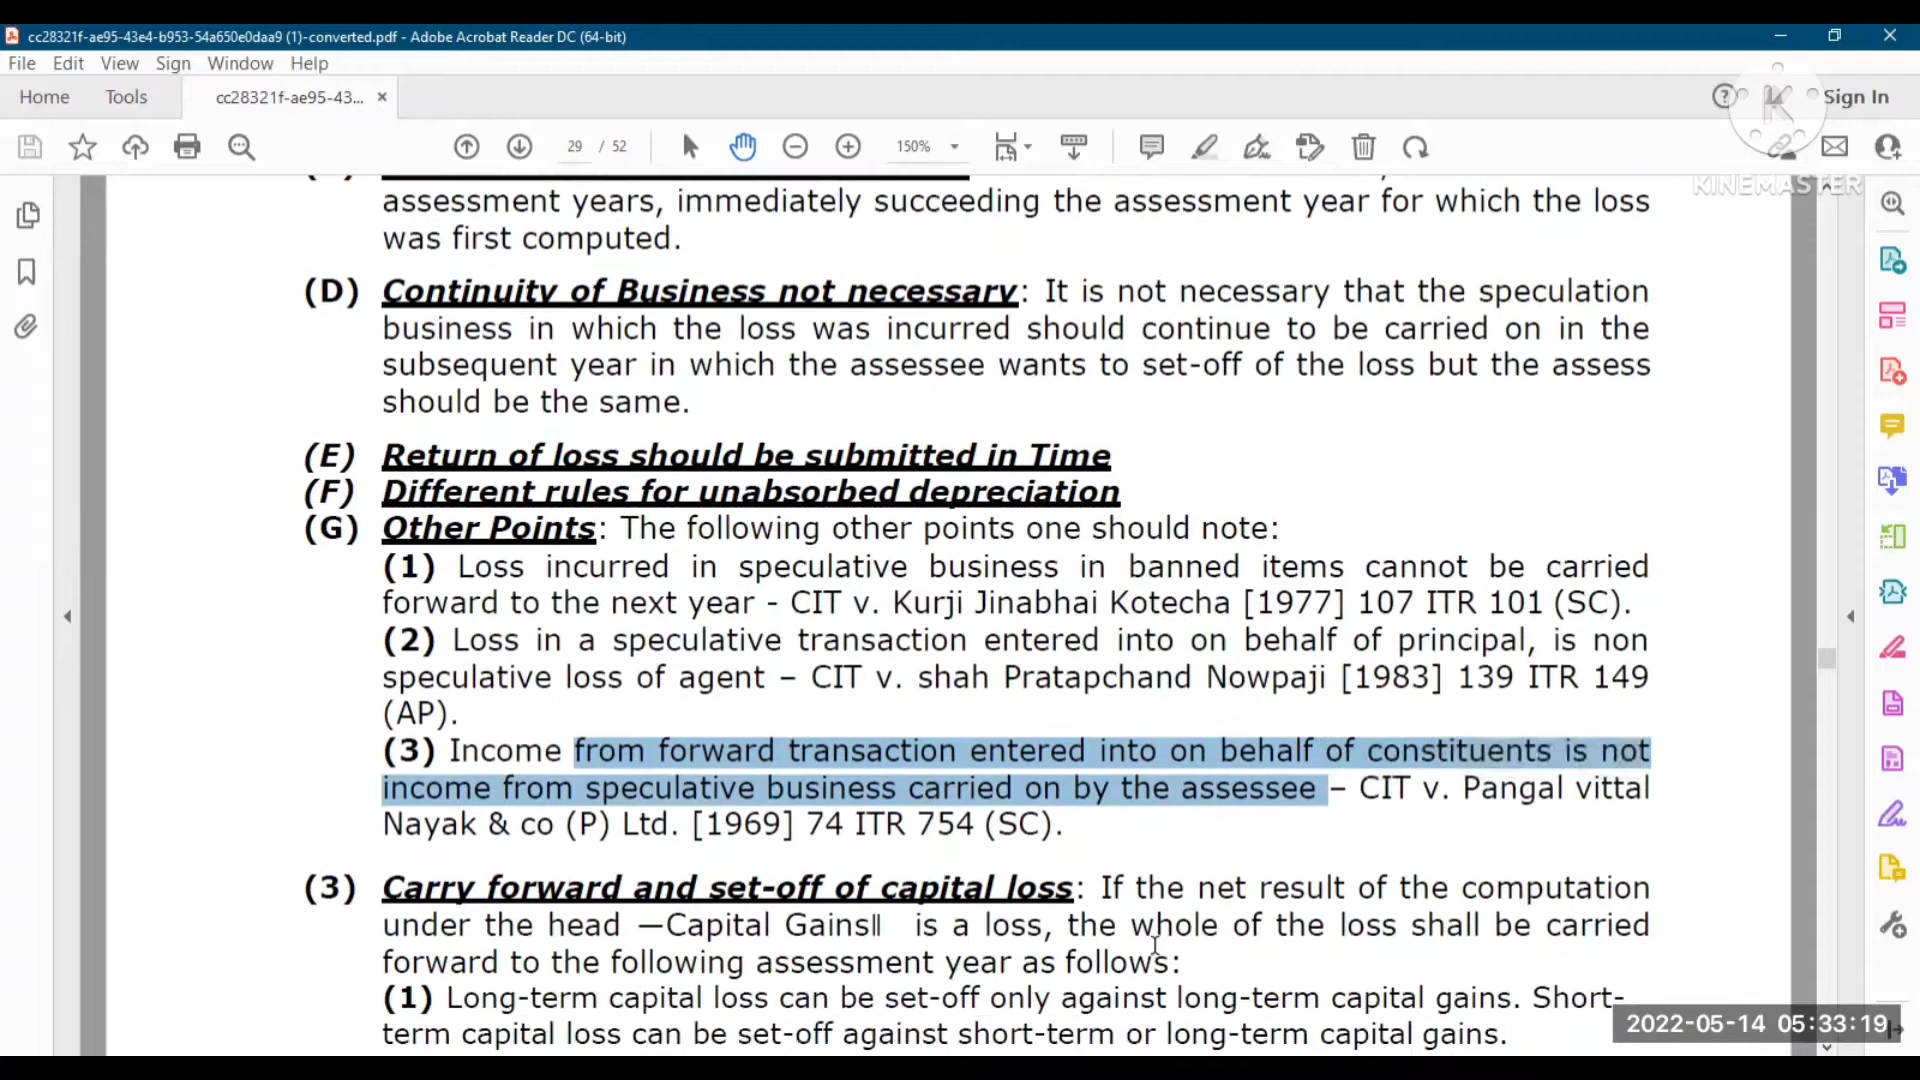 cc28321f-ae95-43e4-b953-54a650e0daa9 (1)-converted.pdf - Adobe Acrobat Reader DC (64-bit)
File Edit View Sign Window Help
Home Tools cc28321f-ae95-43... Sign In
29 / 52 150%
KINEMASTER
assessment years, immediately succeeding the assessment year for which the loss
was first computed.
(D) Continuity of Business not necessary: It is not necessary that the speculation
business in which the loss was incurred should continue to be carried on in the
subsequent year in which the assessee wants to set-off of the loss but the assess
should be the same.
(E) Return of loss should be submitted in Time
(F) Different rules for unabsorbed depreciation
(G) Other Points: The following other points one should note:
(1) Loss incurred in speculative business in banned items cannot be carried
forward to the next year - CIT v. Kurji Jinabhai Kotecha [1977] 107 ITR 101 (SC).
(2) Loss in a speculative transaction entered into on behalf of principal, is non
speculative loss of agent – CIT v. shah Pratapchand Nowpaji [1983] 139 ITR 149
(AP).
(3) Income from forward transaction entered into on behalf of constituents is not
income from speculative business carried on by the assessee – CIT v. Pangal vittal
Nayak & co (P) Ltd. [1969] 74 ITR 754 (SC).
(3) Carry forward and set-off of capital loss: If the net result of the computation
under the head —Capital Gains‖ is a loss, the whole of the loss shall be carried
forward to the following assessment year as follows:
(1) Long-term capital loss can be set-off only against long-term capital gains. Short-
term capital loss can be set-off against short-term or long-term capital gains.
2022-05-14 05:33:19